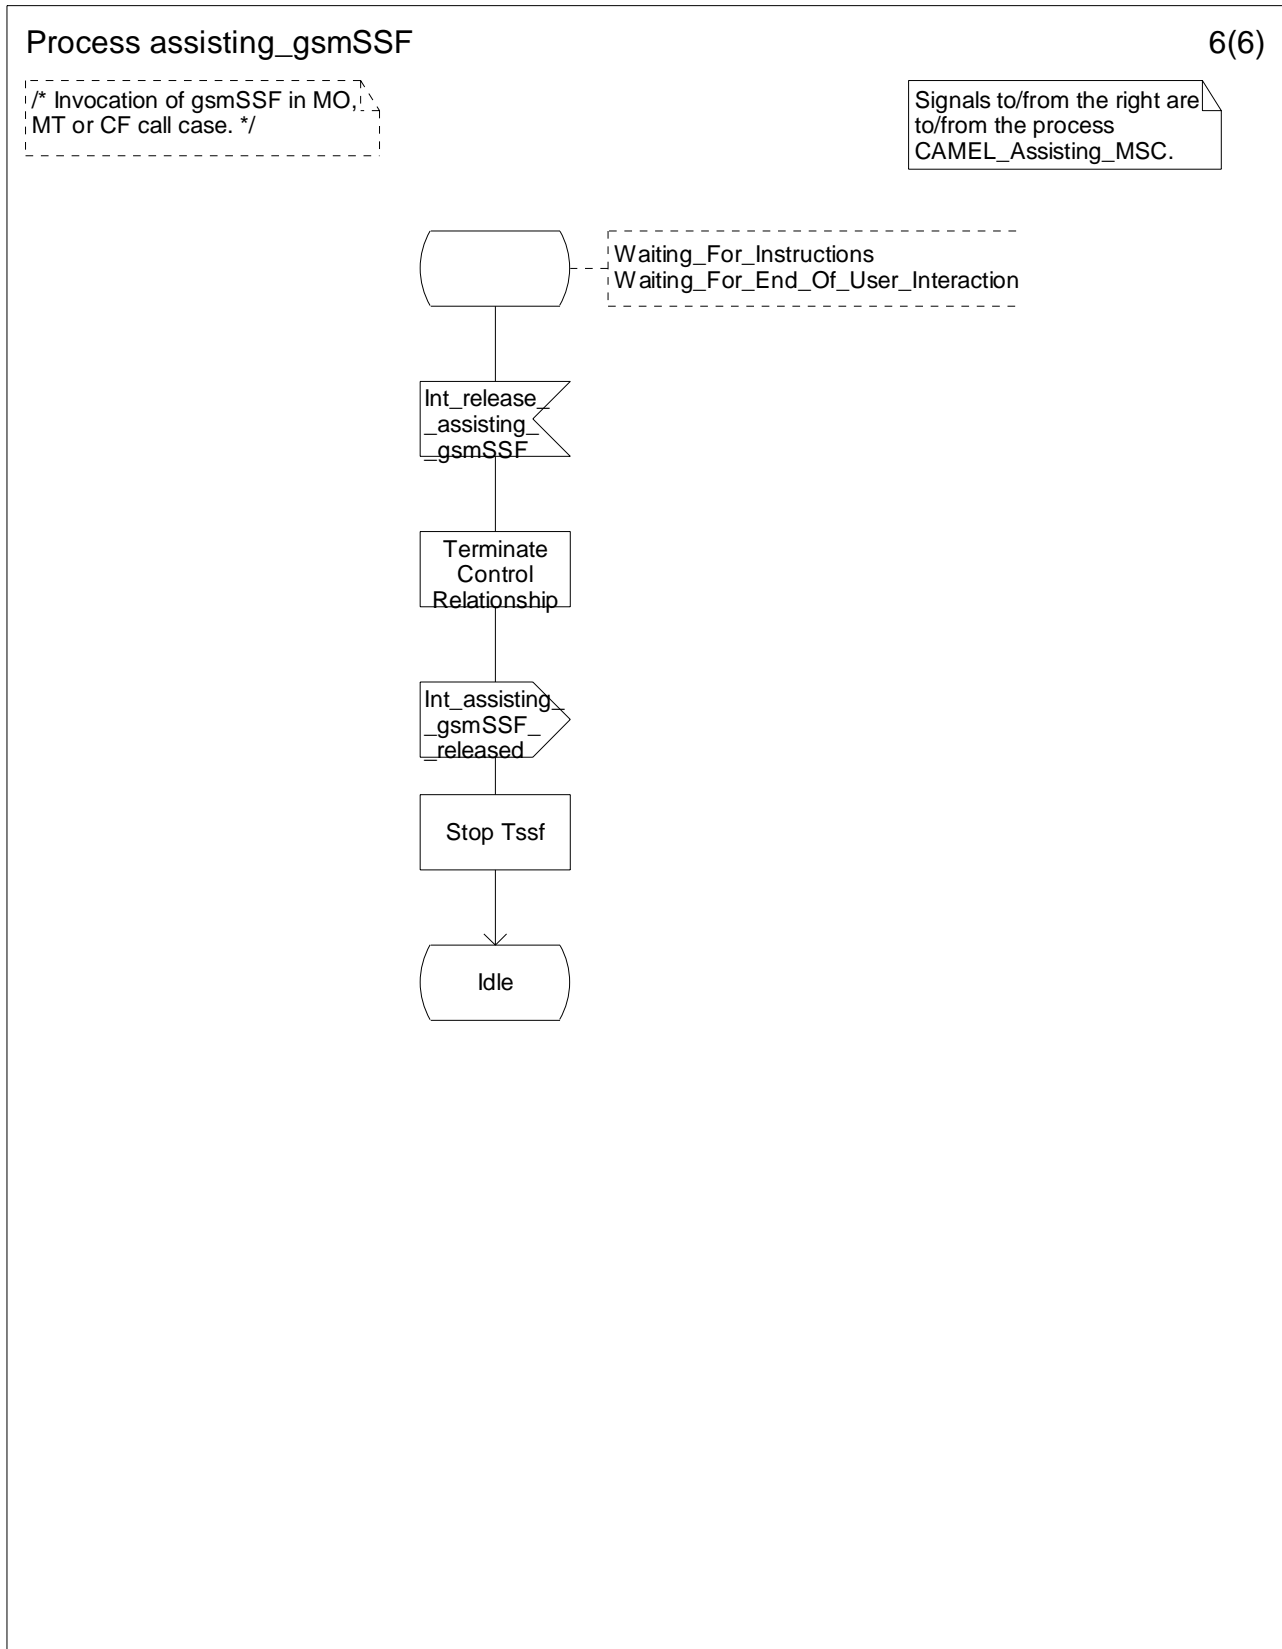 Process assisting_gsmSSF
6(6)
/* Invocation of gsmSSF in MO,
MT or CF call case. */
Signals to/from the right are
to/from the process
CAMEL_Assisting_MSC.
Waiting_For_Instructions
Waiting_For_End_Of_User_Interaction
Int_release_
_assisting_
_gsmSSF
Terminate
Control
Relationship
Int_assisting_
_gsmSSF_
_released
Stop Tssf
Idle